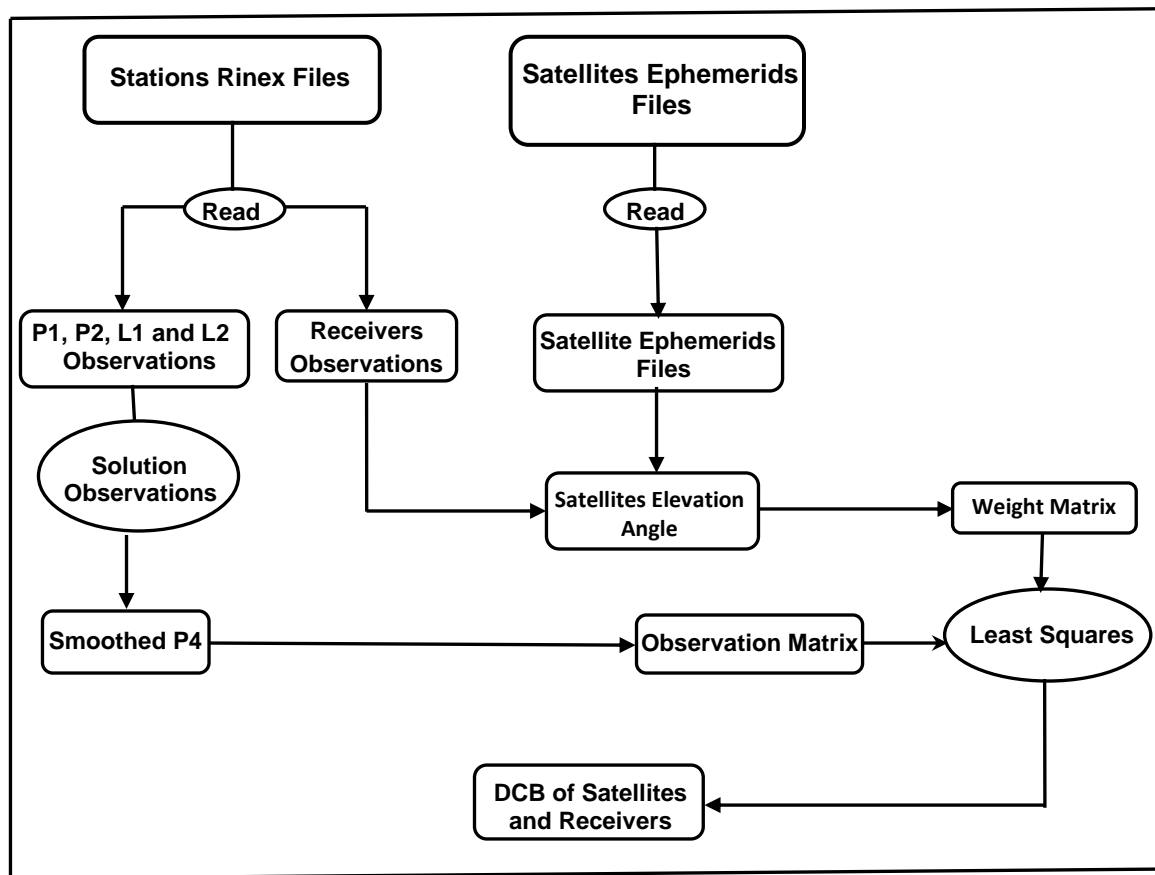 Stations Rinex Files
Satellites Ephemerids
Files
Read
Read
P1, P2, L1 and L2
Observations
Receivers
Observations
Satellite Ephemerids
Files
Solution
Observations
Satellites Elevation
Angle
Weight Matrix
Smoothed P4
Observation Matrix
Least Squares
DCB of Satellites
and Receivers